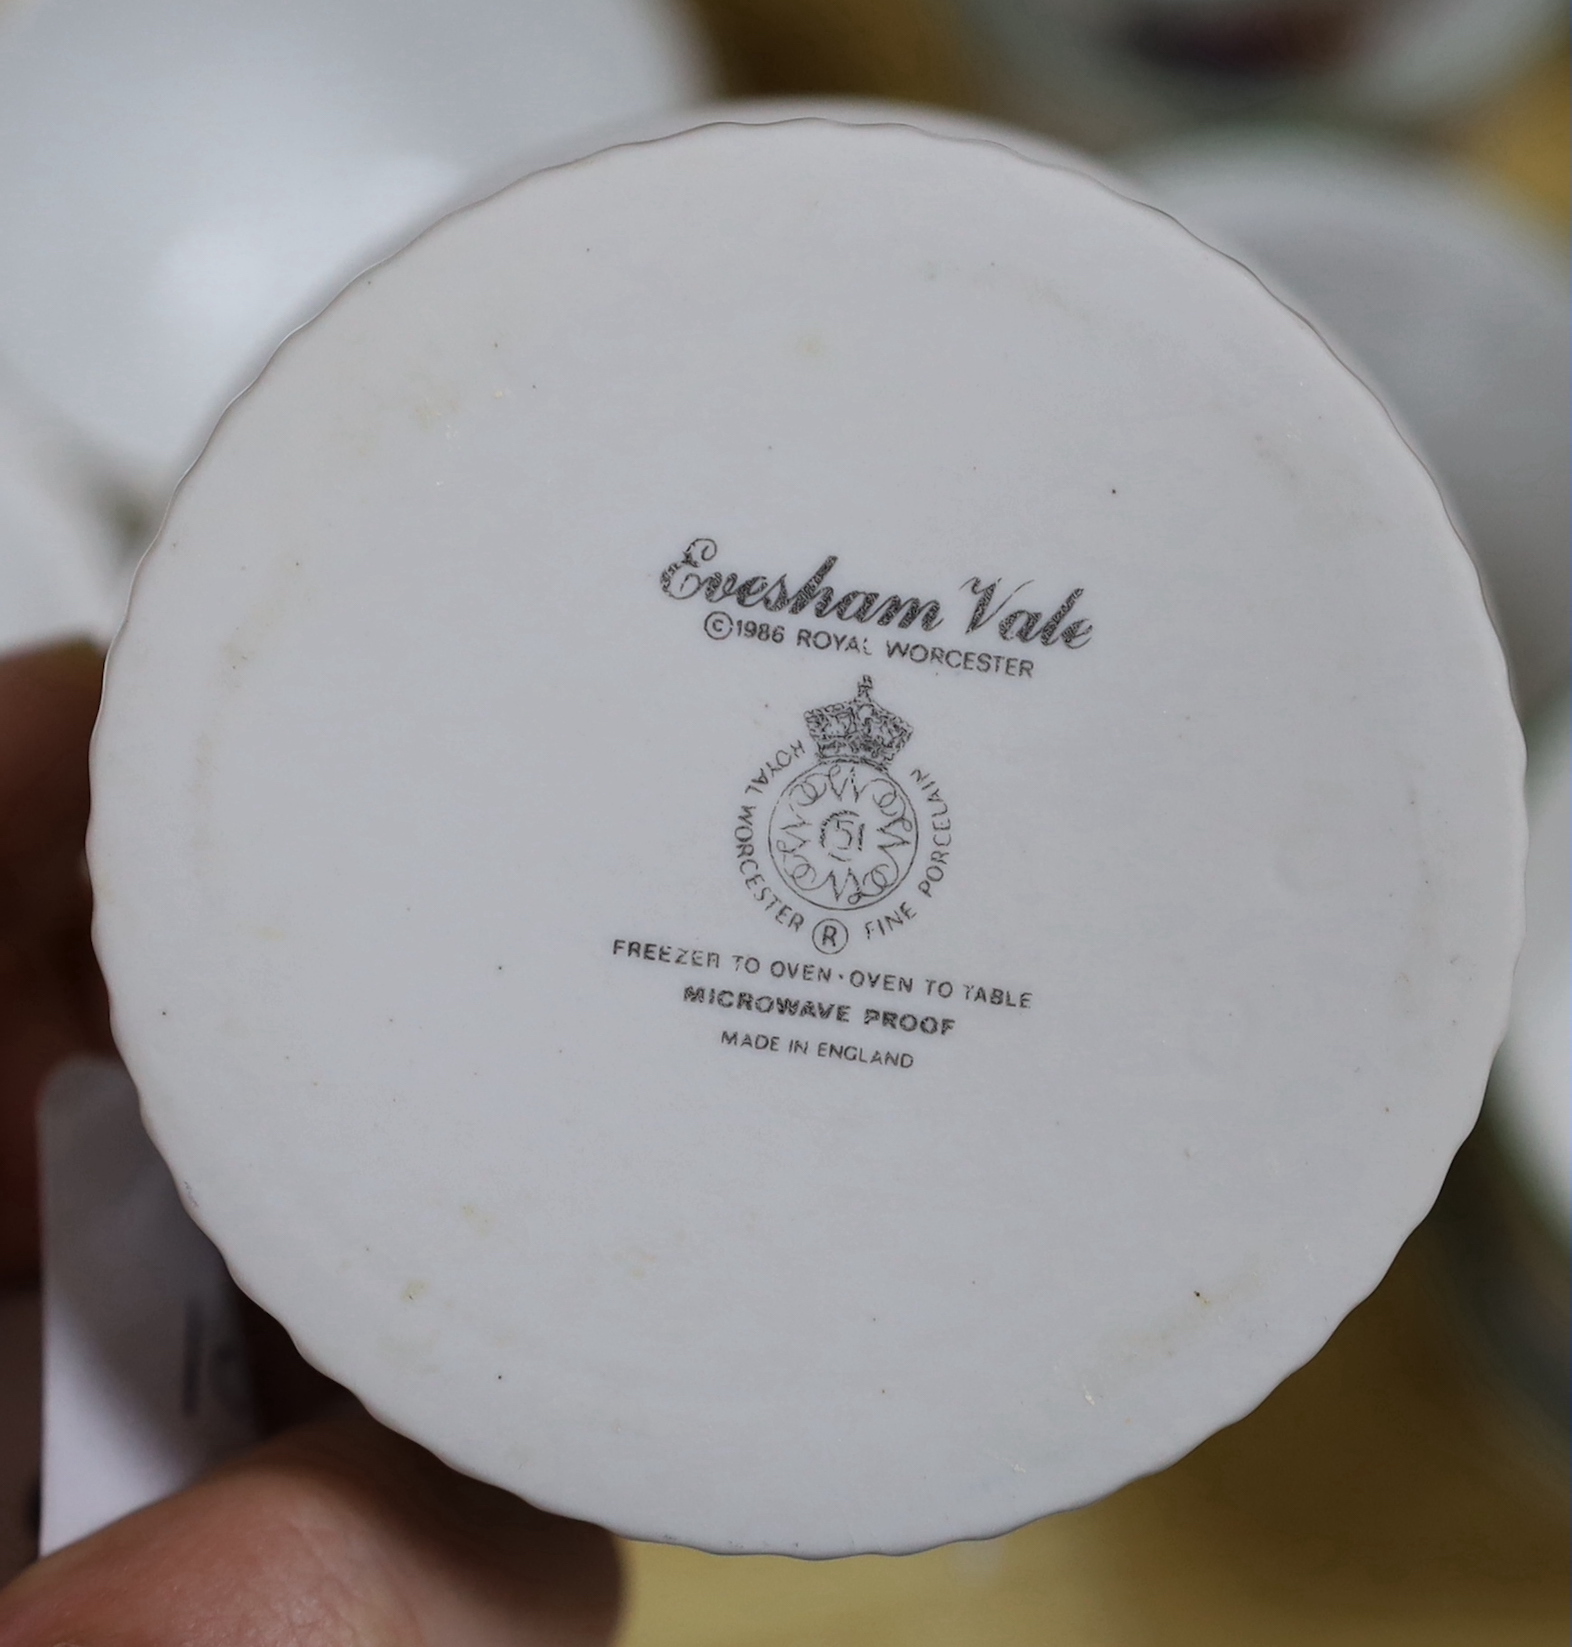 Evesham Vale
©1986 ROYAL WORCESTER
ROYAL WORCESTER ® FINE PORCELAIN
51
FREEZER TO OVEN·OVEN TO TABLE
MICROWAVE PROOF
MADE IN ENGLAND